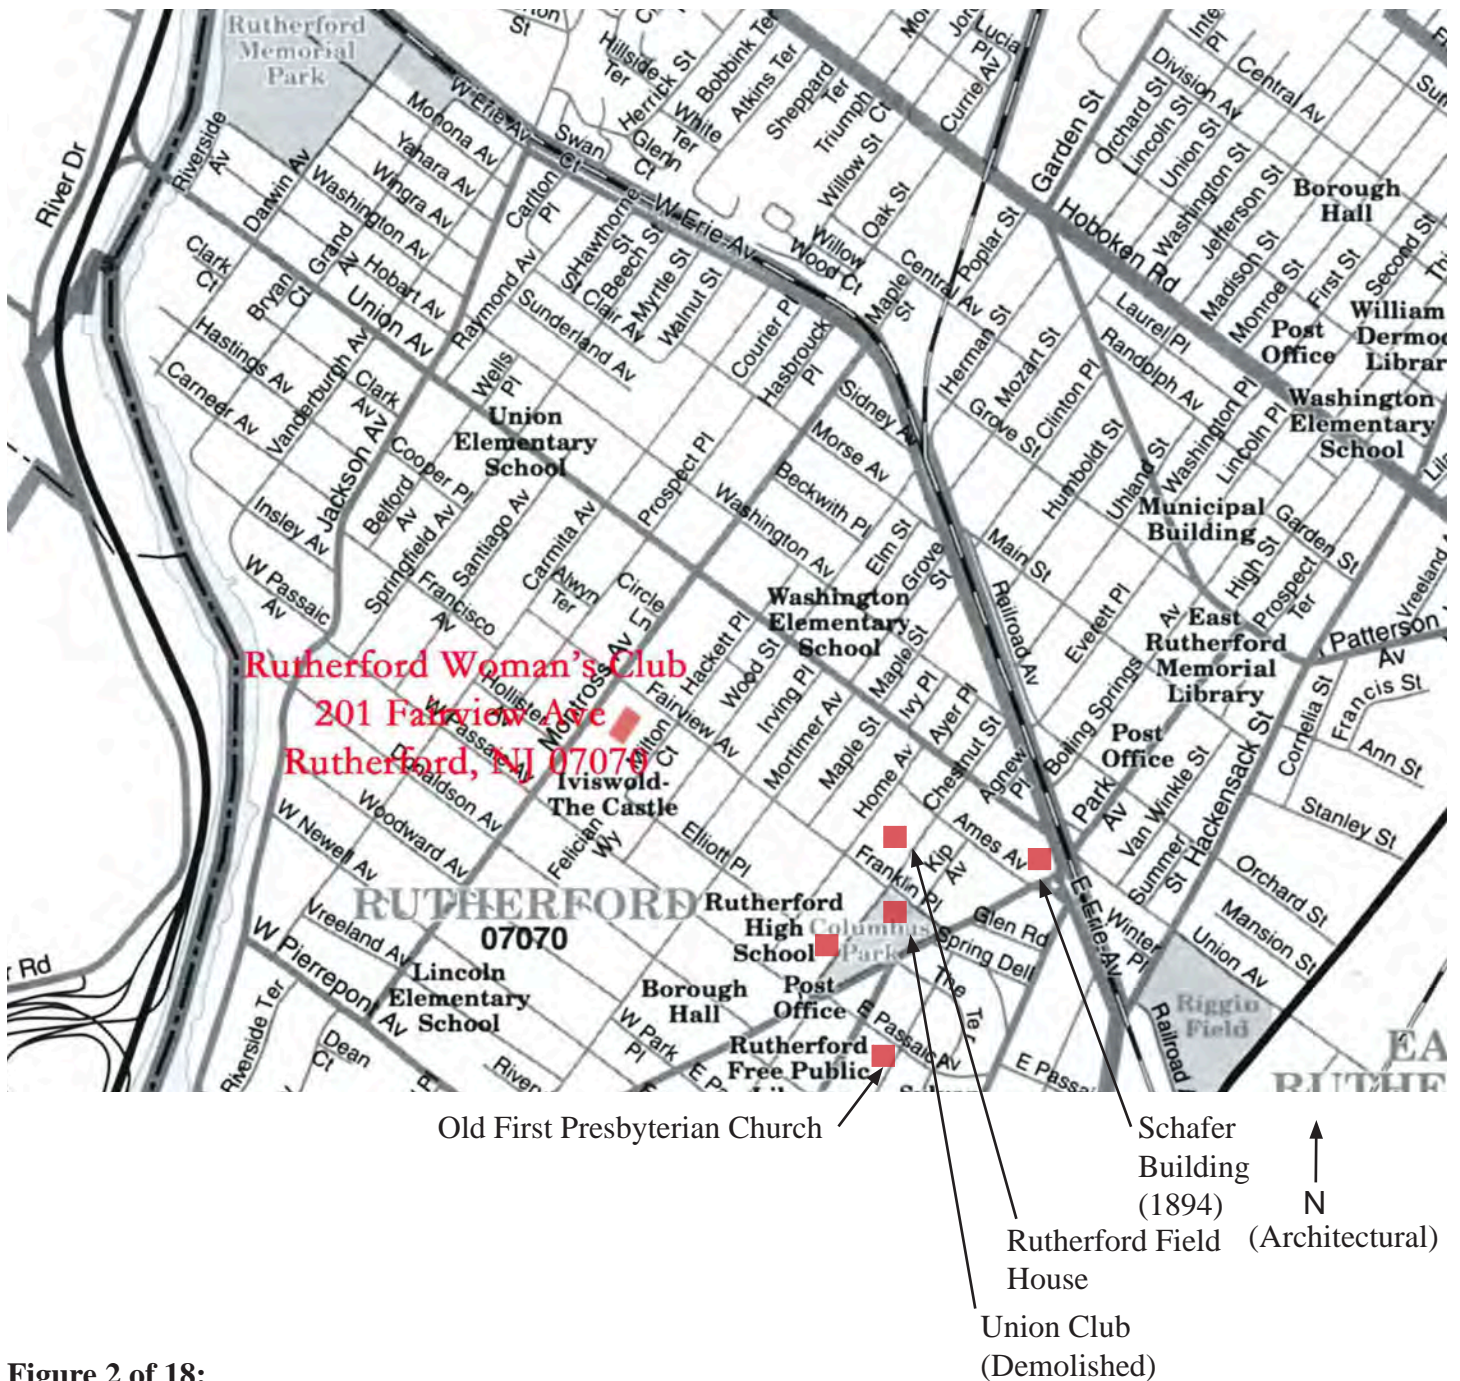 Rutherford
Memorial
Park
St
Hillside
Ter
Herrick St
Bobbink Ter
White
Ter
Atkins Ter
Sheppard
Ter
Triumph
Ct
Lucia
Pl
Currie Av
Willow St
Oak St
Garden St
Division Av
Central Av
Orchard St
Lincoln St
Union St
Washington St
Jefferson St
Madison St
Monroe St
First St
Second St
Borough
Hall
River Dr
Riverside
Av
Darwin Av
Mohona Av
Yahara Av
Wingra Av
Washington Av
W Erie Av
Swan
Ct
Glenn
Ct
Carlton
Pl
Hawthorne
St
Beech St
Myrtle St
Walnut St
St Clair Av
Sunderland Av
W Erie Av
Willow
Wood Ct
Maple
St
Central Av
Poplar St
Hoboken Rd
Clark
Ct
Bryan
Ct
Grand
Av
Hobart Av
Union Av
Raymond Av
Hastings Av
Carneer Av
Vanderburgh Av
Clark
Av
Wells
Pl
Courier Pl
Hasbrouck
Pl
Sidney Av
Morse Av
Beckwith Pl
Herman St
Mozart St
Grove St
Clinton Pl
Laurel Pl
Randolph Av
Post
Office
William
Washington
Elementary
School
Washington Pl
Lincoln Pl
Humboldt St
Uhland St
Union
Elementary
School
Jackson Av
Cooper Pl
Belford
Av
Springfield Av
Santiago Av
Prospect Pl
Carmita Av
Washington Av
Elm St
Grove
St
Main St
Municipal
Building
Garden St
High St
Prospect
Ter
Insley Av
W Passaic
Av
Francisco
Av
Alwyn
Ter
Circle
Washington
Elementary
School
Railroad Av
Everett Pl
Av
East
Rutherford
Memorial
Library
Vreeland
Patterson
Av
Francis St
Cornelia St
Ann St
Stanley St
Rutherford Woman's Club
201 Fairview Ave
Rutherford, NJ 07070
Hollister
W Passaic Av
Montross Av
Fairview Av
Hackett Pl
Wood St
Irving Pl
Mortimer Av
Maple St
Maple St
Ivy Pl
Ayer Pl
Home Av
Chestnut St
Agnew
Pl
Boiling Springs
Post
Office
Park
Av
Van Winkle St
Hackensack St
Summer
St
Iviswold-
The Castle
Donaldson Av
Woodward Av
W Newell Av
Felician
Wy
Elliott Pl
Franklin Pl
Kip
Av
Ames Av
Glen Rd
Spring Dell
E Erie Av
Winter
Pl
Orchard St
Mansion St
Union Av
RUTHERFORD
07070
Rutherford
High
School
Columbus
Park
Vreeland Av
W Pierrepont Av
Lincoln
Elementary
School
Borough
Hall
Post
Office
The
Ter
Riggin
Field
Railroad
Riverside Ter
Dean
Ct
W Park
Pl
Rutherford
Free Public
E Passaic Av
Rd
Old First Presbyterian Church
Schafer
Building
(1894)
N
(Architectural)
Rutherford Field
House
Union Club
(Demolished)
Figure 2 of 18: